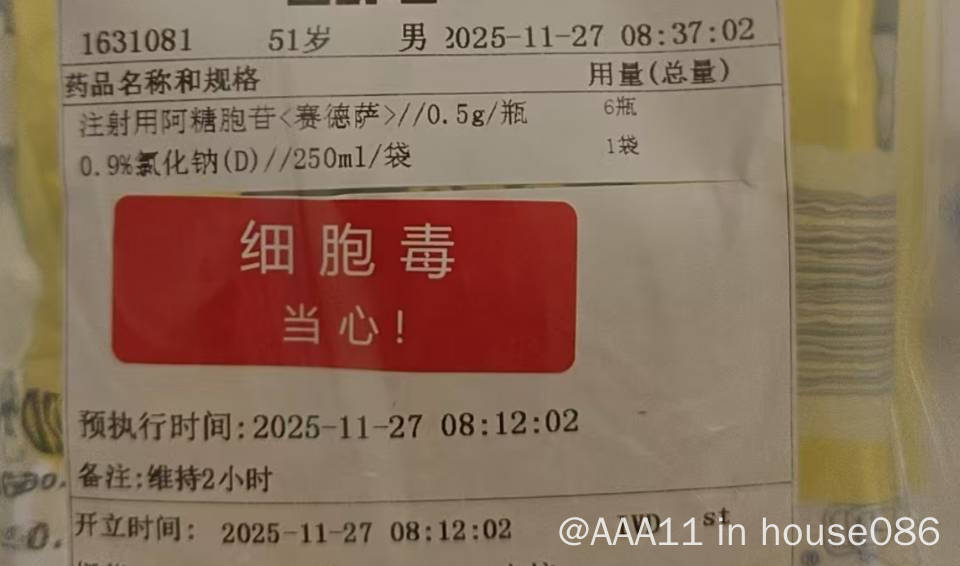 1631081 51岁 男 2025-11-27 08:37:02
药品名称和规格 用量(总量)
注射用阿糖胞苷<赛德萨>//0.5g/瓶 6瓶
0.9%氯化钠(D)//250ml/袋 1袋
细胞毒
当心!
预执行时间:2025-11-27 08:12:02
备注:维持2小时
开立时间: 2025-11-27 08:12:02 IVD st
@AAA11 in house086